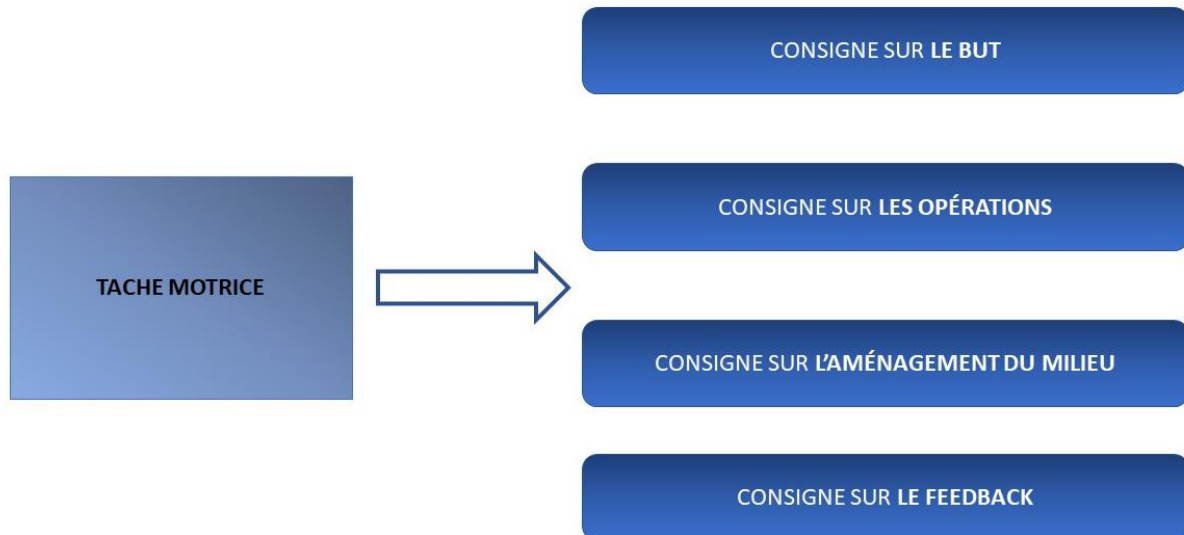 CONSIGNE SUR LE BUT
CONSIGNE SUR LES OPÉRATIONS
TACHE MOTRICE
CONSIGNE SUR L'AMÉNAGEMENT DU MILIEU
CONSIGNE SUR LE FEEDBACK